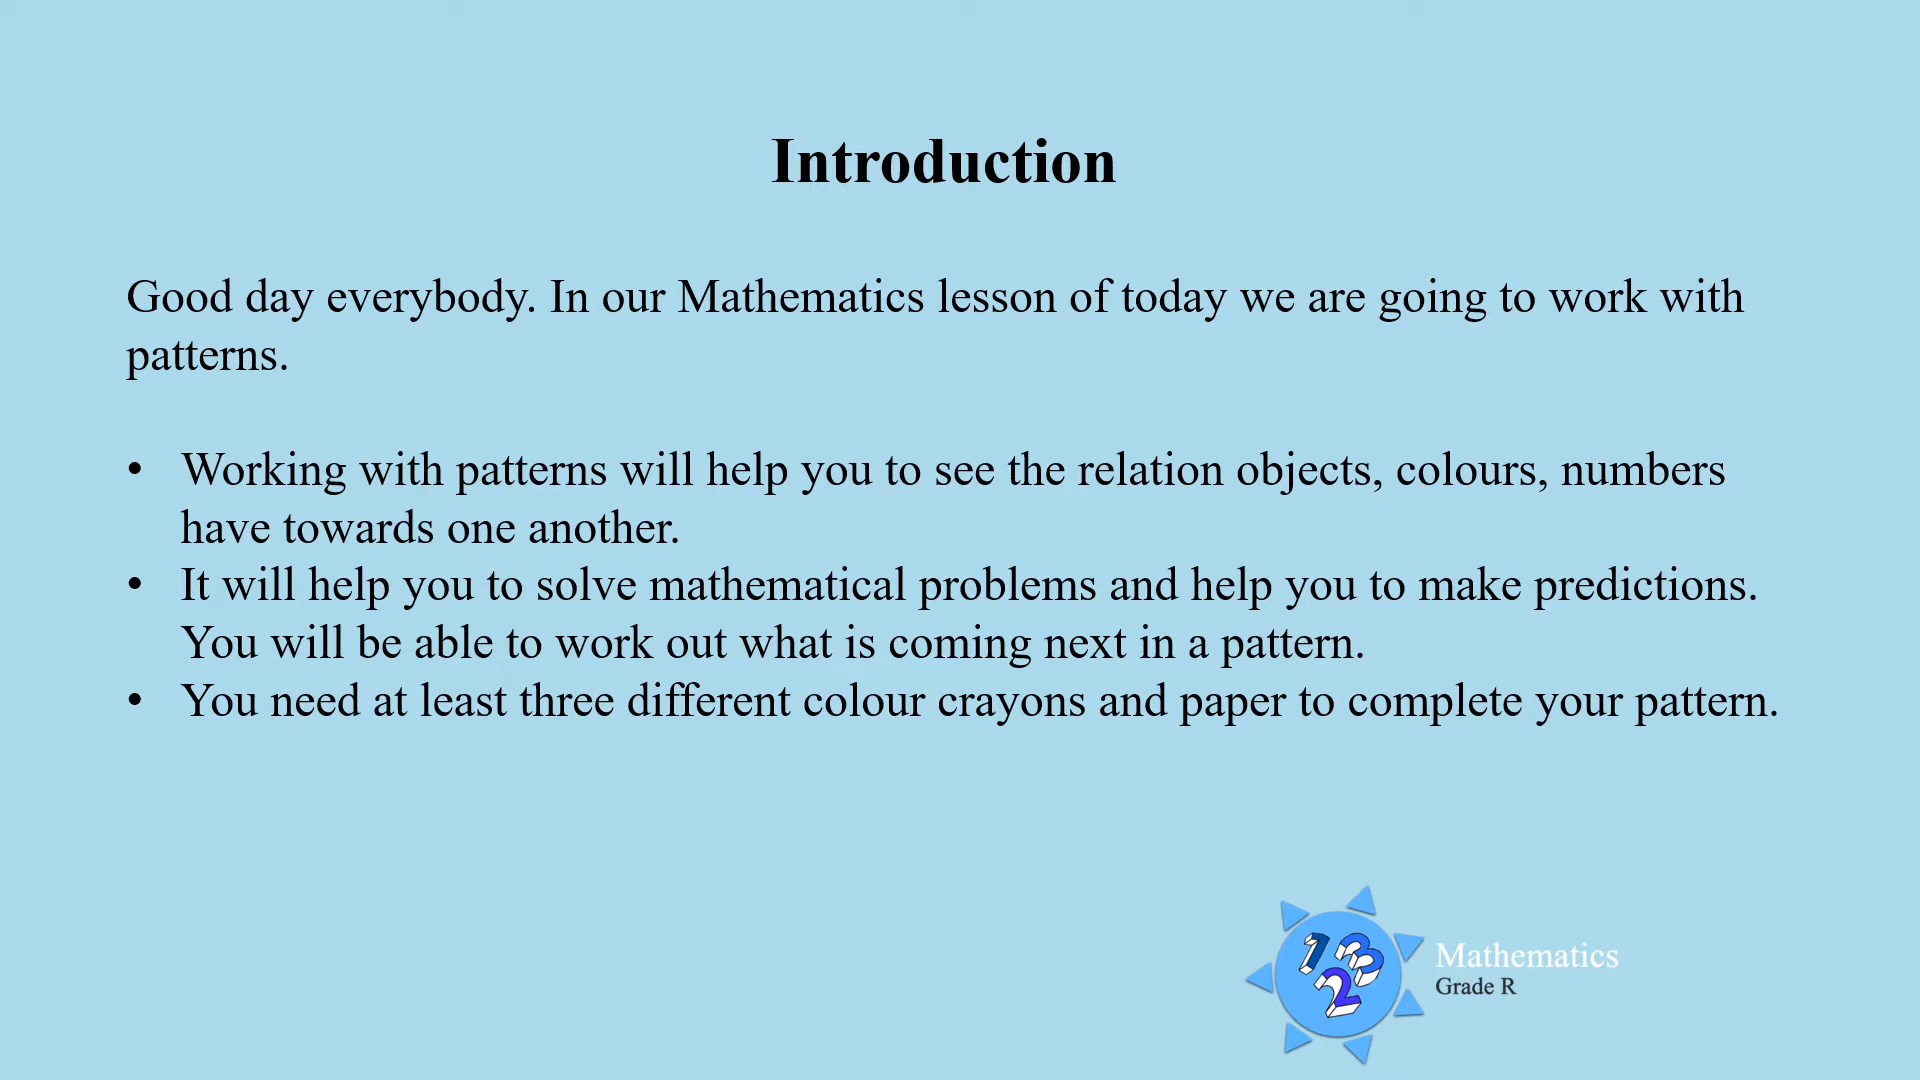 Introduction
Good day everybody. In our Mathematics lesson of today we are going to work with
patterns.
• Working with patterns will help you to see the relation objects, colours, numbers
have towards one another.
• It will help you to solve mathematical problems and help you to make predictions.
You will be able to work out what is coming next in a pattern.
• You need at least three different colour crayons and paper to complete your pattern.
1 3
2
Mathematics
Grade R